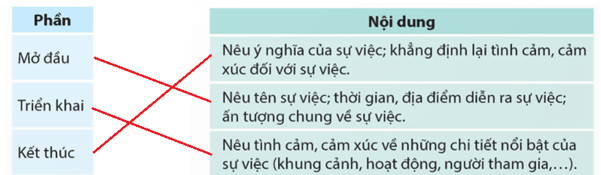 Phần
Nội dung
Mở đầu
Nêu ý nghĩa của sự việc; khẳng định lại tình cảm, cảm
xúc đối với sự việc.
Triển khai
Nêu tên sự việc; thời gian, địa điểm diễn ra sự việc;
ấn tượng chung về sự việc.
Kết thúc
Nêu tình cảm, cảm xúc về những chi tiết nổi bật của
sự việc (khung cảnh, hoạt động, người tham gia,...).